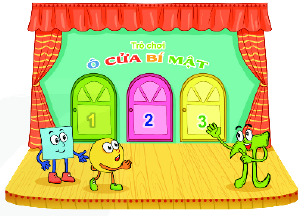 Trò chơi
Ô CỬA BÍ MẬT
1 2 3